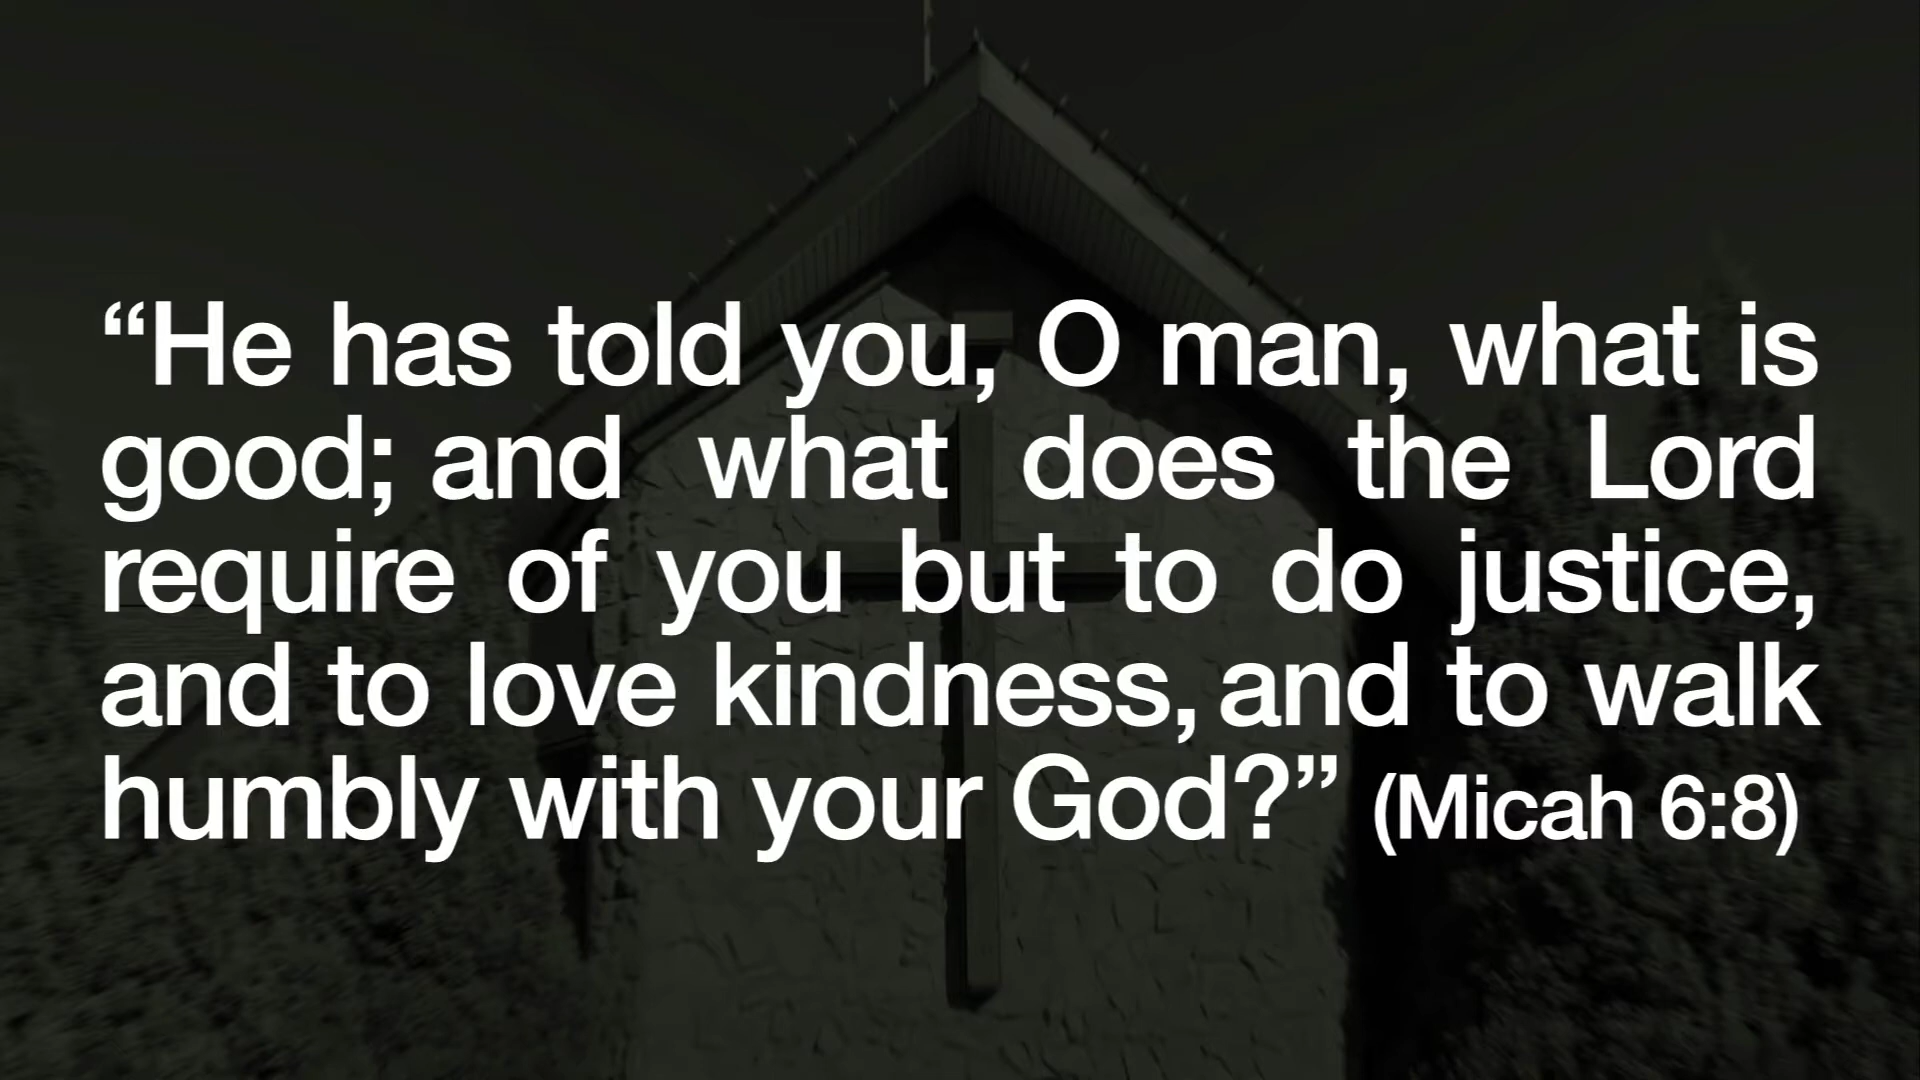 “He has told you, O man, what is
good; and what does the Lord
require of you but to do justice,
and to love kindness, and to walk
humbly with your God?” (Micah 6:8)